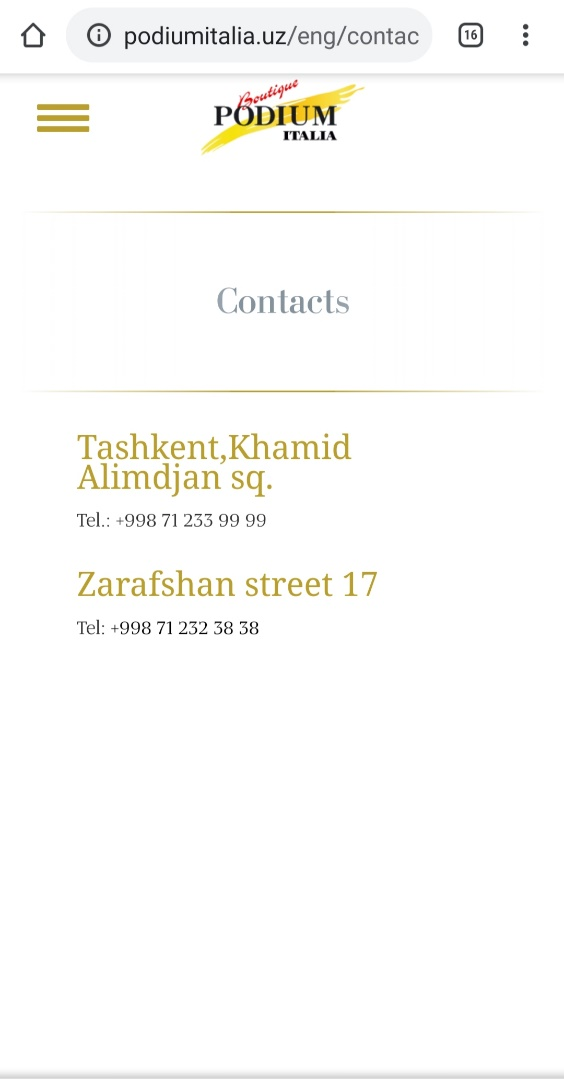 podiumitalia.uz/eng/contac
16
Boutique
PODIUM
ITALIA
Contacts
Tashkent,Khamid
Alimdjan sq.
Tel.: +998 71 233 99 99
Zarafshan street 17
Tel: +998 71 232 38 38